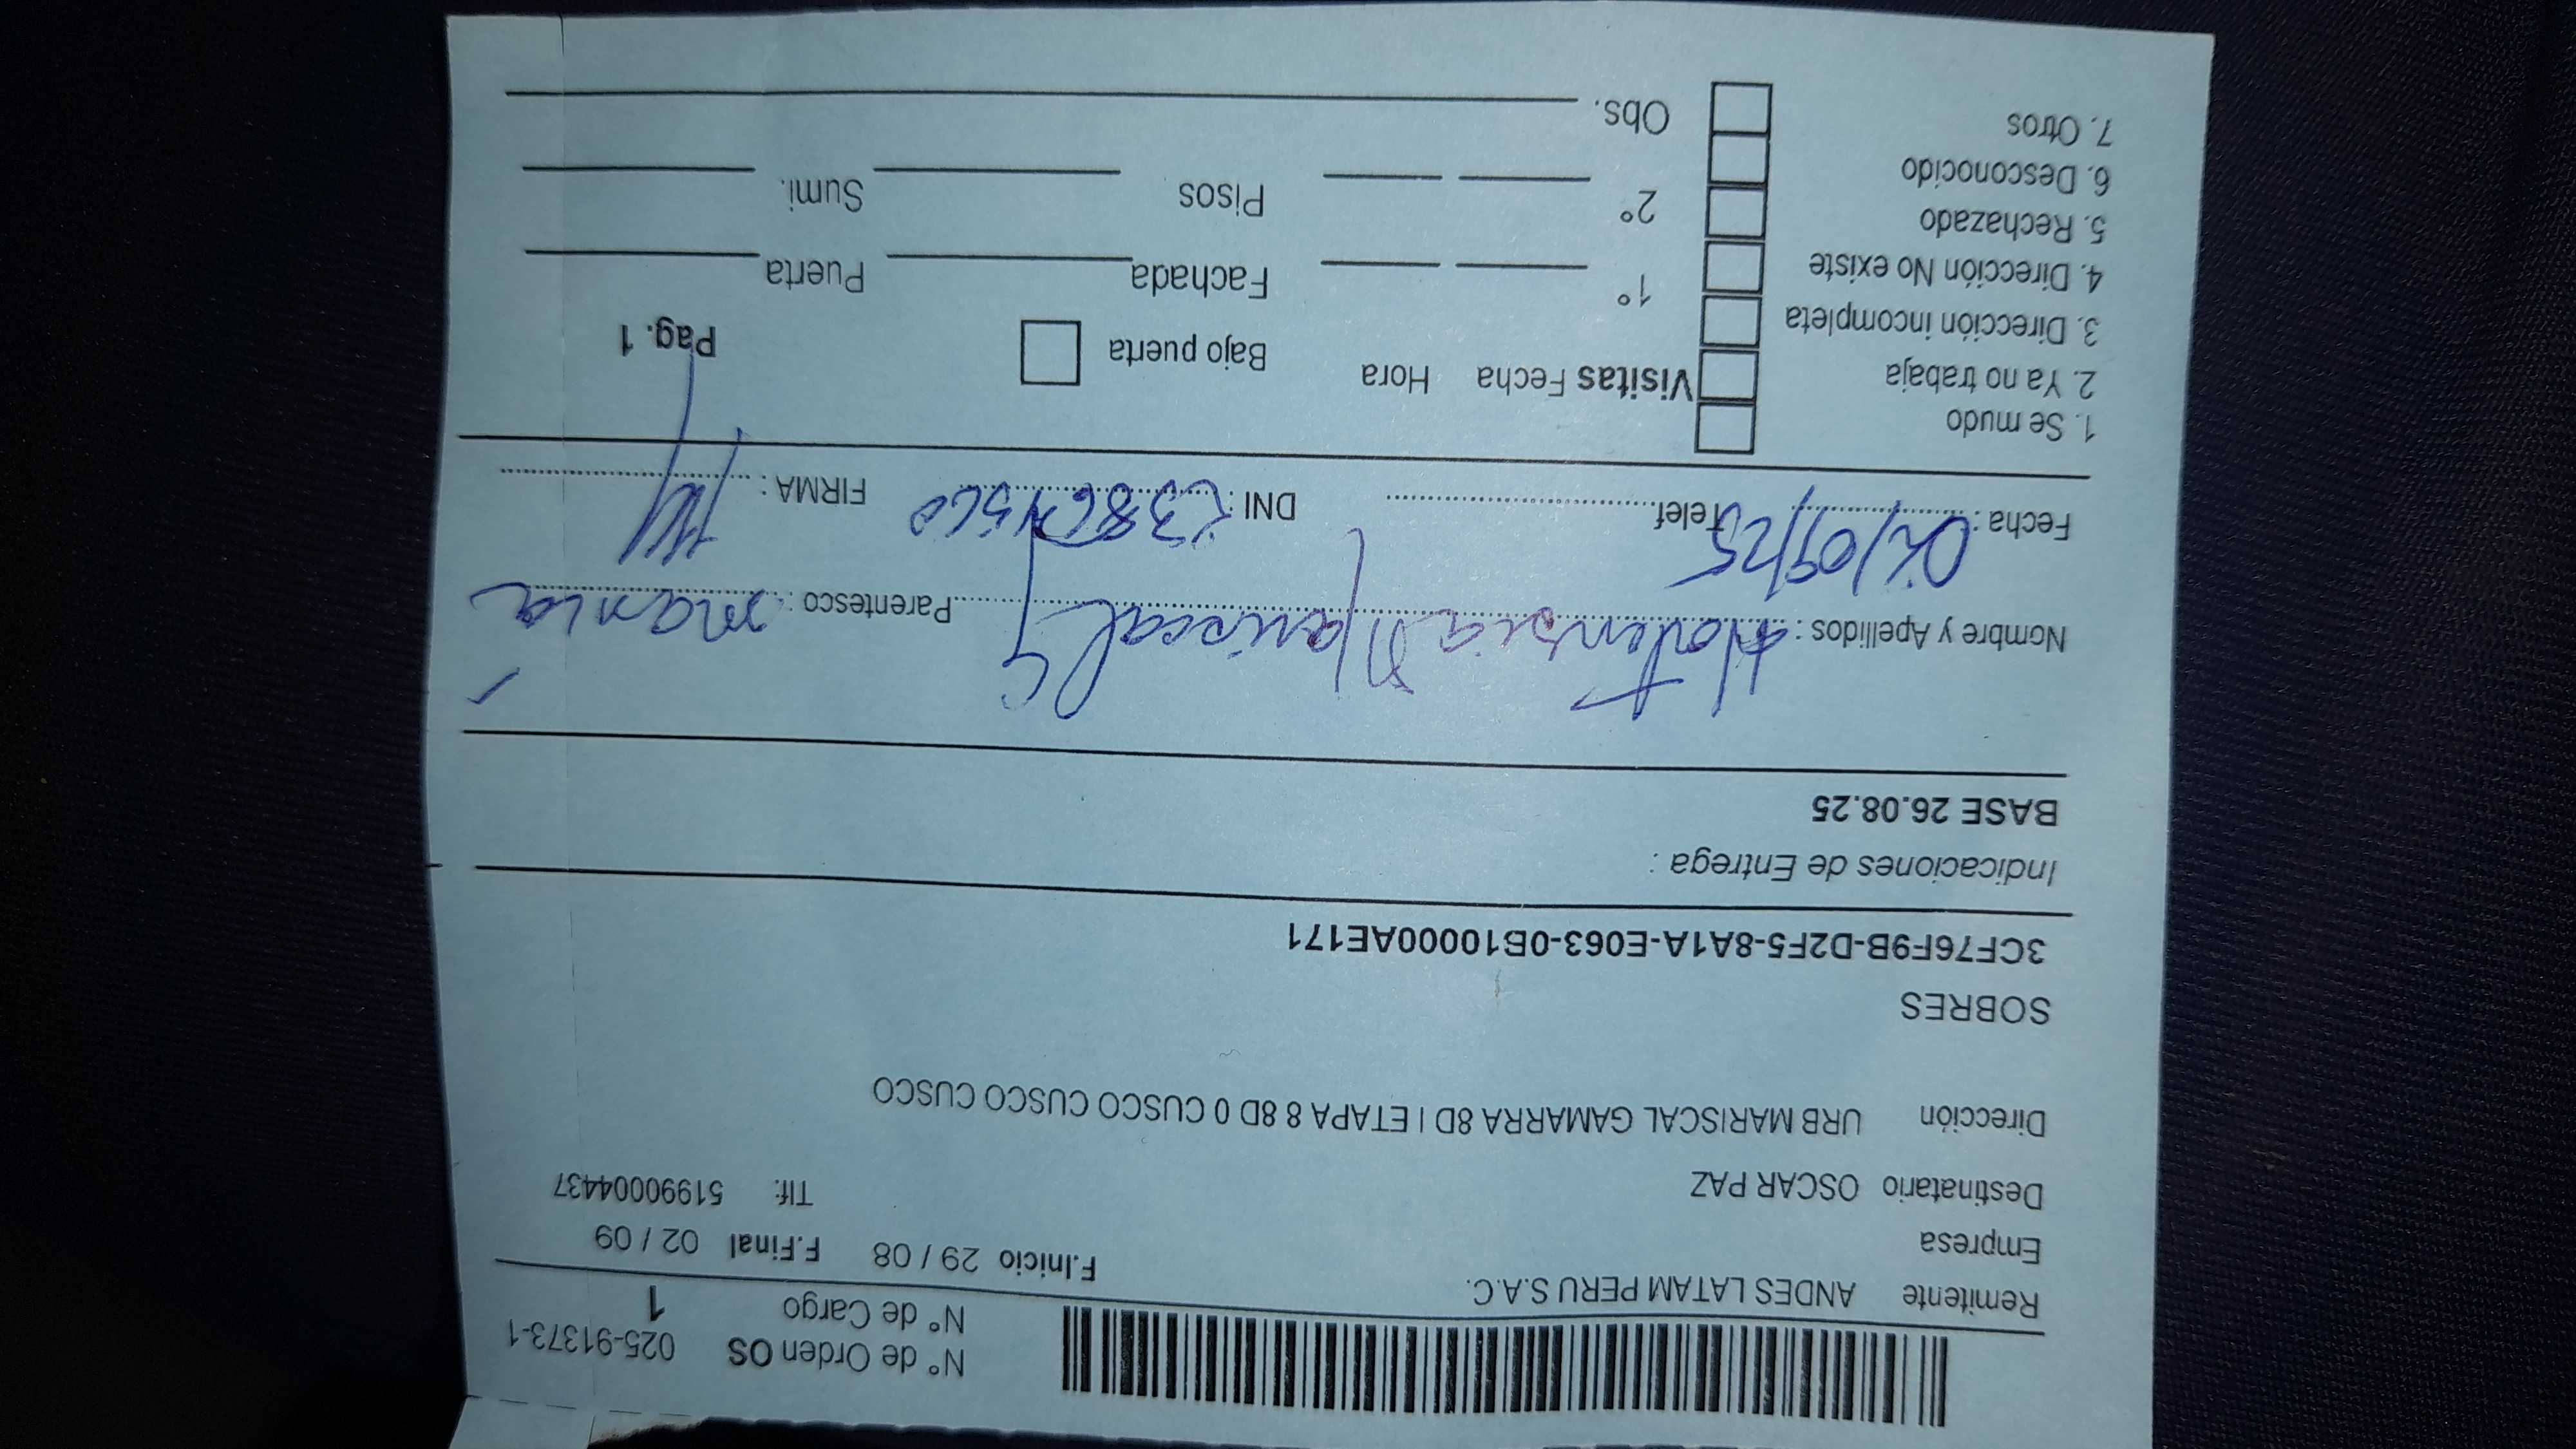 N° de Orden OS 025-91373-1
N° de Cargo 1
Remitente ANDES LATAM PERU S.A.C.
Empresa F.Inicio 29 / 08 F.Final 02 / 09
Destinatario OSCAR PAZ Tlf: 51990004437
Dirección URB MARISCAL GAMARRA 8D I ETAPA 8 8D 0 CUSCO CUSCO CUSCO
SOBRES
3CF76F9B-D2F5-8A1A-E063-0B10000AE171
Indicaciones de Entrega :
BASE 26.08.25
Nombre y Apellidos : Hortensia Mariscal G Parentesco :
Fecha : 02/09/25 Telef. DNI : FIRMA :
1. Se mudo
2. Ya no trabaja
3. Dirección incompleta
4. Dirección No existe
5. Rechazado
6. Desconocido
7. Otros
Visitas Fecha Hora
1°
2°
Obs.
Bajo puerta Pag. 1
Fachada Puerta
Pisos Sumi.